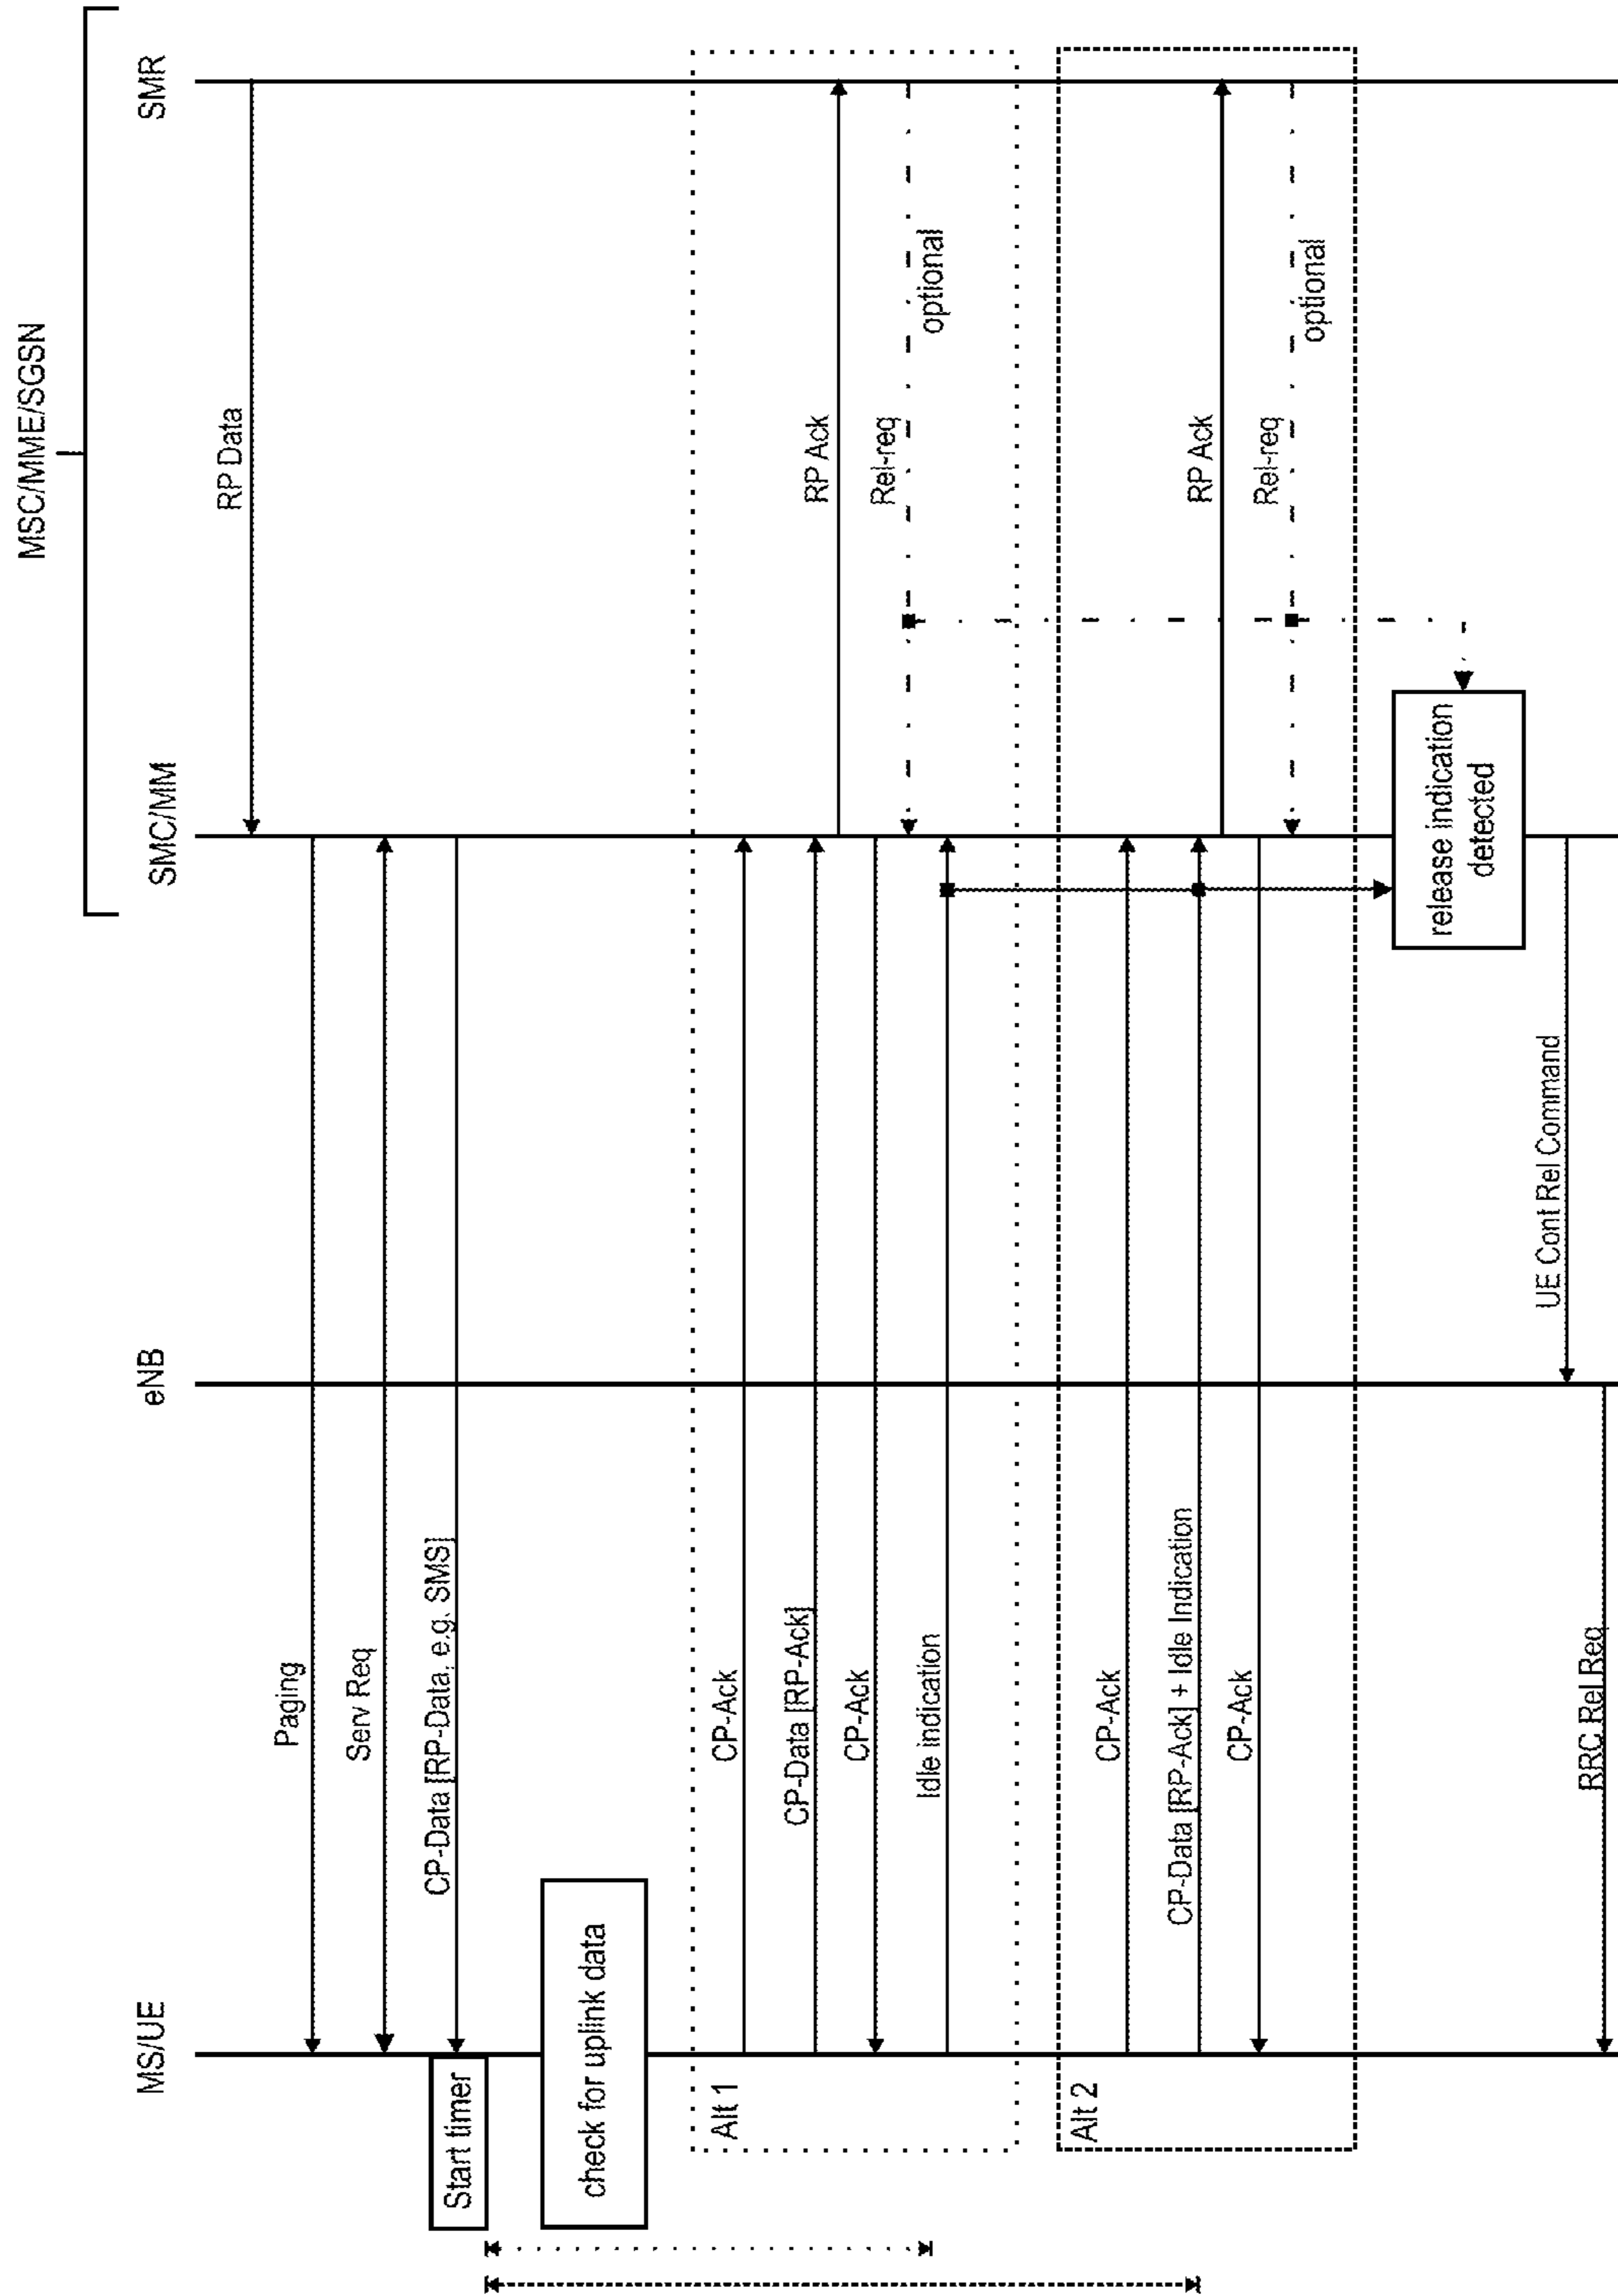 MSC/MME/SGSN
MS/UE
eNB
SMC/MM
SMR
RP Data
Paging
Serv Req
CP-Data [RP-Data, e.g. SMS]
Start timer
check for uplink data
Alt 1
CP-Ack
CP-Data [RP-Ack]
RP Ack
CP-Ack
Rel-req
optional
Idle indication
Alt 2
CP-Ack
CP-Data [RP-Ack] + Idle Indication
RP Ack
CP-Ack
Rel-req
optional
release indication
detected
UE Cont Rel Command
RRC Rel Req